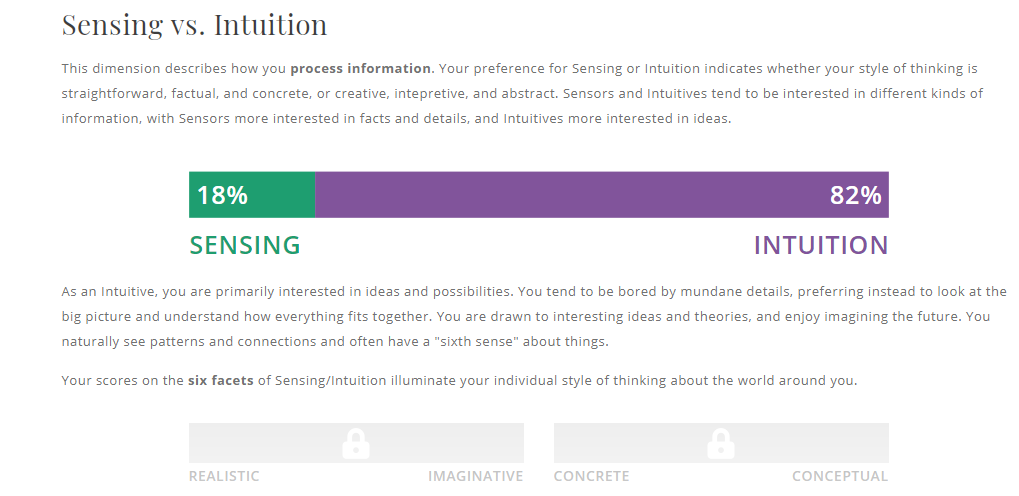 Sensing vs. Intuition
This dimension describes how you process information. Your preference for Sensing or Intuition indicates whether your style of thinking is
straightforward, factual, and concrete, or creative, intepretive, and abstract. Sensors and Intuitives tend to be interested in different kinds of
information, with Sensors more interested in facts and details, and Intuitives more interested in ideas.
18% 82%
SENSING INTUITION
As an Intuitive, you are primarily interested in ideas and possibilities. You tend to be bored by mundane details, preferring instead to look at the
big picture and understand how everything fits together. You are drawn to interesting ideas and theories, and enjoy imagining the future. You
naturally see patterns and connections and often have a "sixth sense" about things.
Your scores on the six facets of Sensing/Intuition illuminate your individual style of thinking about the world around you.
REALISTIC IMAGINATIVE CONCRETE CONCEPTUAL